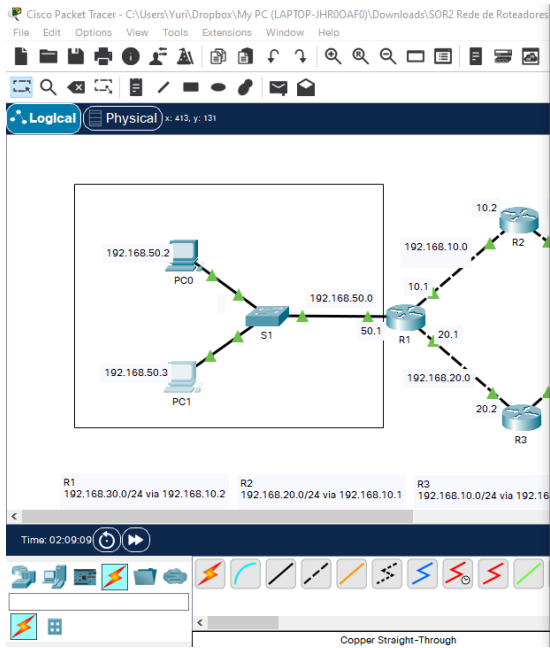 Cisco Packet Tracer - C:\Users\Yuri\Dropbox\My PC (LAPTOP-JHR0OAF0)\Downloads\SOR2 Rede de Roteadores
File Edit Options View Tools Extensions Window Help
Logical Physical x: 413, y: 131
10.2
192.168.50.2
192.168.10.0
R2
PC0
10.1
192.168.50.0
S1
50.1
R1
20.1
192.168.50.3
192.168.20.0
PC1
20.2
R3
R1
192.168.30.0/24 via 192.168.10.2
R2
192.168.20.0/24 via 192.168.10.1
R3
192.168.10.0/24 via 192.16
Time: 02:09:09
Copper Straight-Through